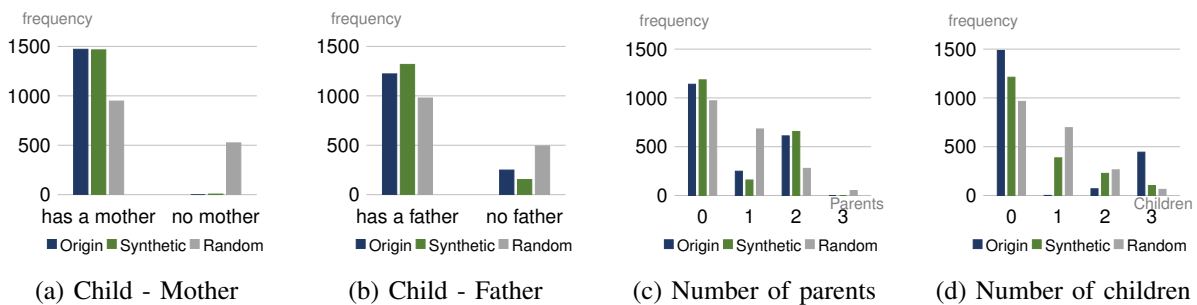 frequency
1500
1000
500
0
has a mother no mother
Origin Synthetic Random
(a) Child - Mother
frequency
1500
1000
500
0
has a father no father
Origin Synthetic Random
(b) Child - Father
frequency
1500
1000
500
0
Parents
0 1 2 3
Origin Synthetic Random
(c) Number of parents
frequency
1500
1000
500
0
Children
0 1 2 3
Origin Synthetic Random
(d) Number of children